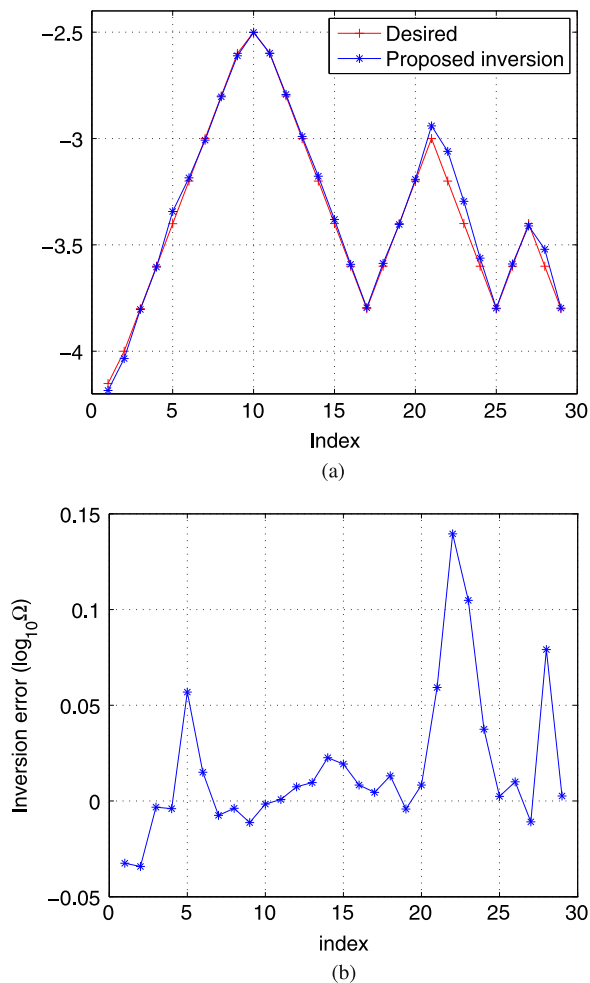 -2.5
-3
-3.5
-4
0 5 10 15 20 25 30
Desired
Proposed inversion
Index
(a)
0.15
0.1
0.05
0
-0.05
Inversion error (log10Ω)
0 5 10 15 20 25 30
index
(b)